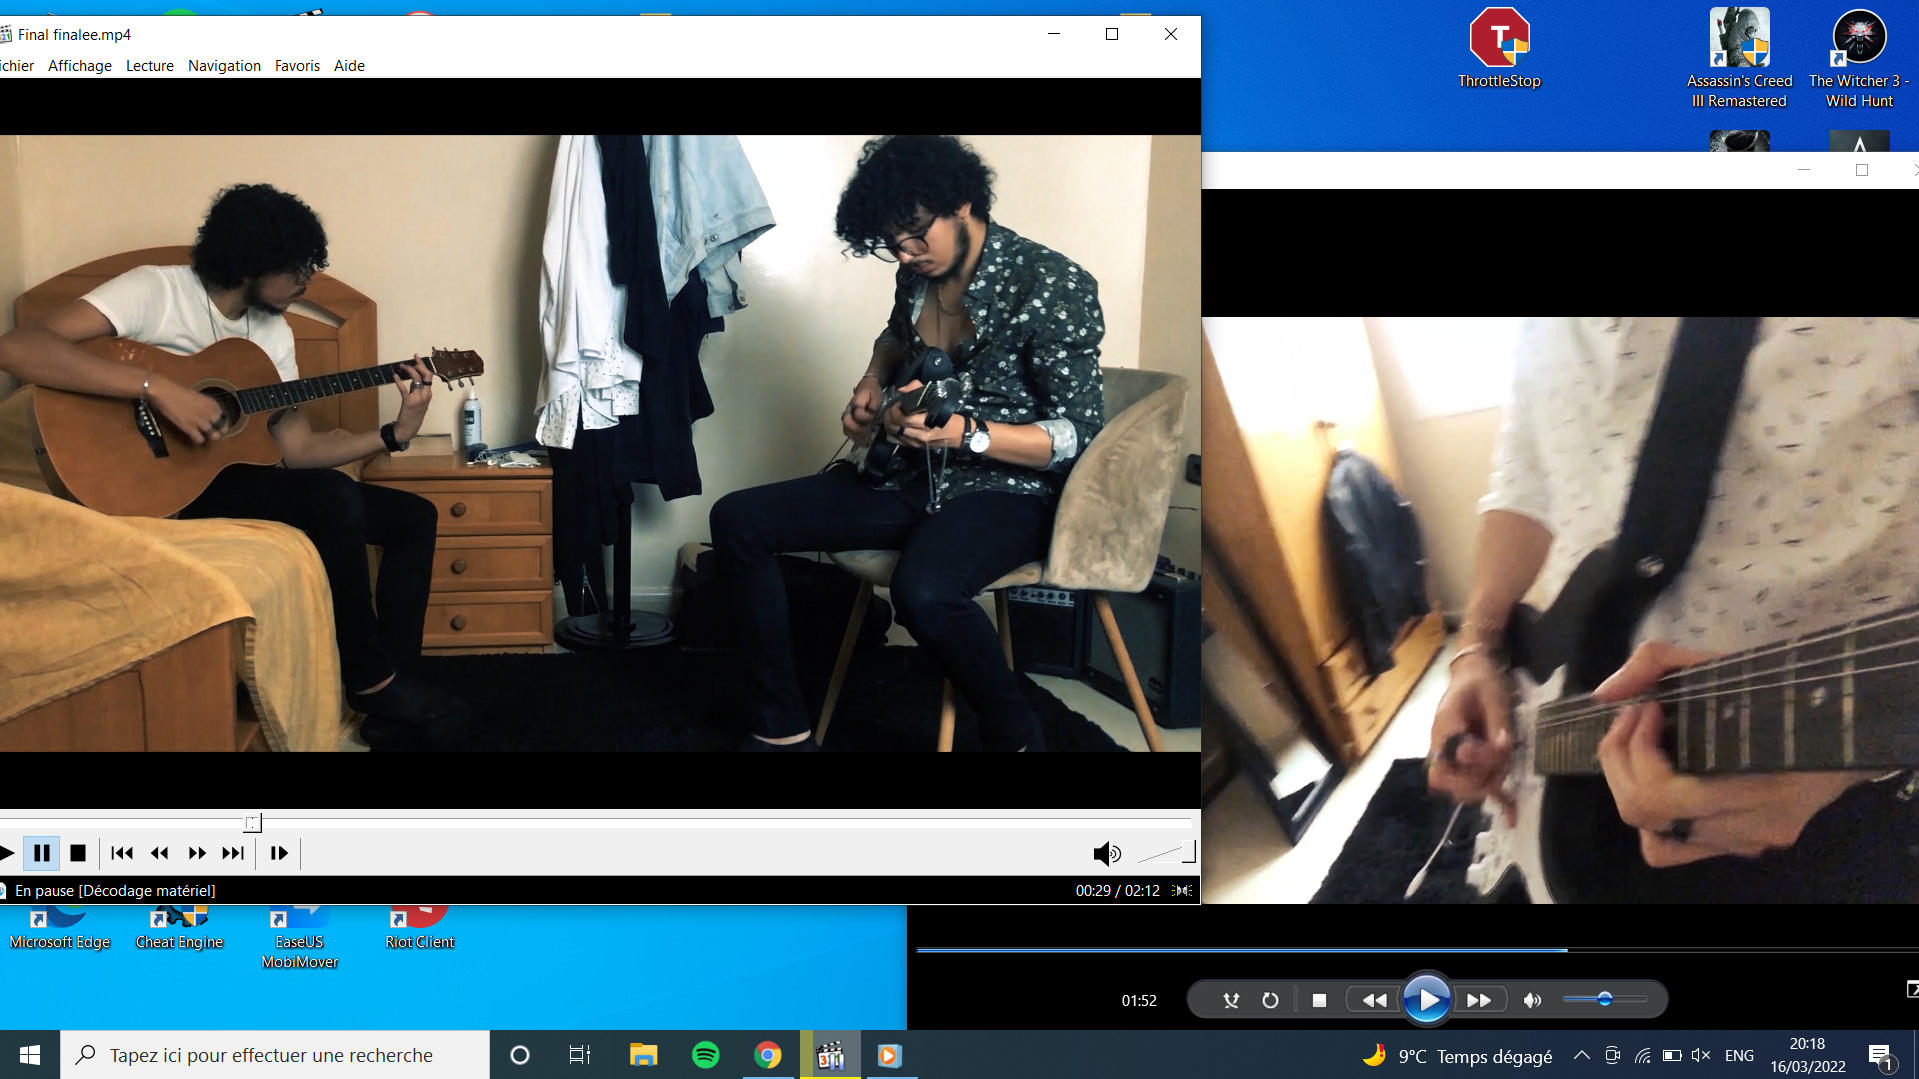 Final finalee.mp4
ichier Affichage Lecture Navigation Favoris Aide
ThrottleStop
Assassin's Creed
III Remastered
The Witcher 3 -
Wild Hunt
En pause [Décodage matériel]
00:29 / 02:12
Microsoft Edge
Cheat Engine
EaseUS
MobiMover
Riot Client
01:52
Tapez ici pour effectuer une recherche
9°C Temps dégagé
ENG
20:18
16/03/2022
1